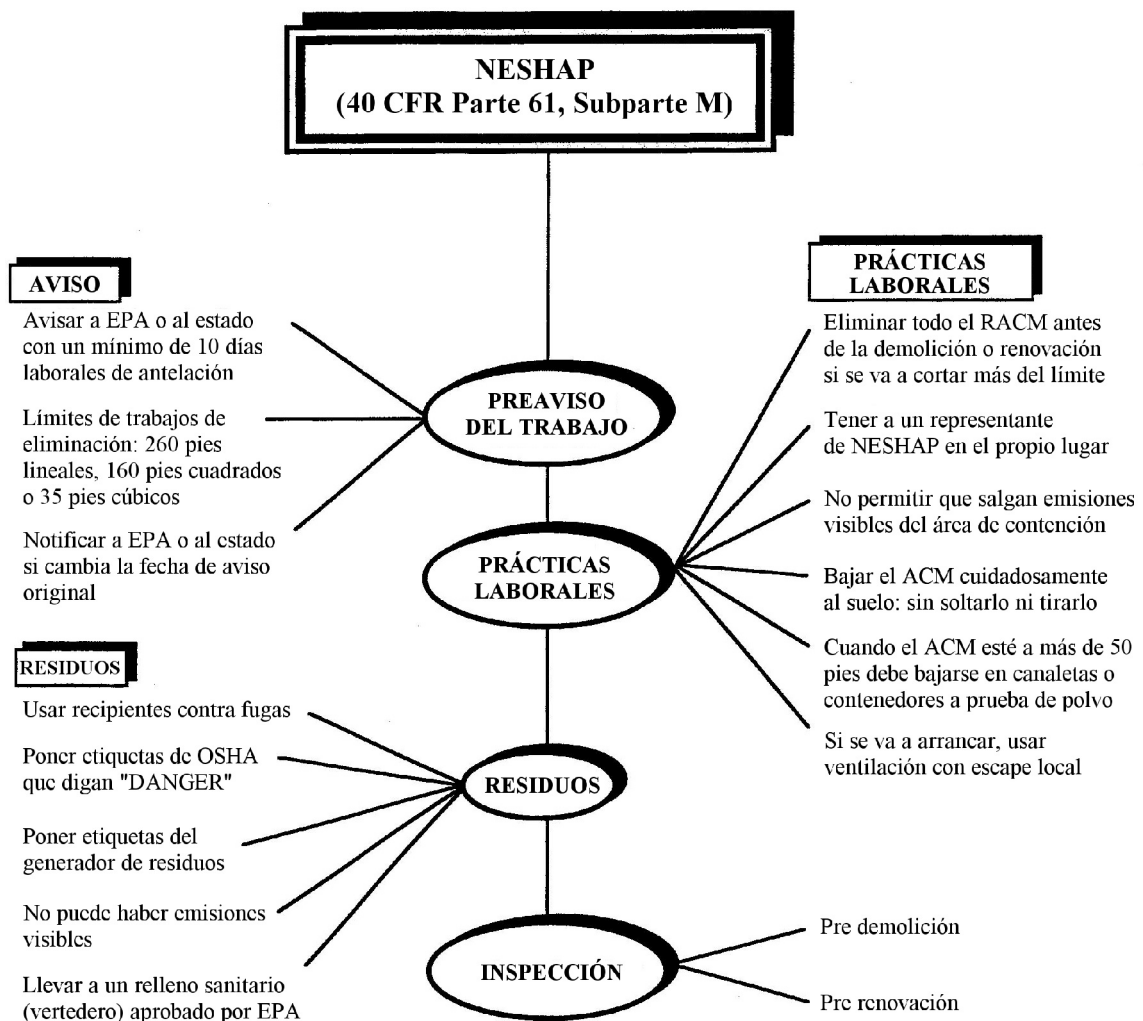 NESHAP
(40 CFR Parte 61, Subparte M)
AVISO
Avisar a EPA o al estado
con un mínimo de 10 días
laborales de antelación
Límites de trabajos de
eliminación: 260 pies
lineales, 160 pies cuadrados
o 35 pies cúbicos
Notificar a EPA o al estado
si cambia la fecha de aviso
original
PREAVISO
DEL TRABAJO
PRÁCTICAS
LABORALES
Eliminar todo el RACM antes
de la demolición o renovación
si se va a cortar más del límite
Tener a un representante
de NESHAP en el propio lugar
No permitir que salgan emisiones
visibles del área de contención
Bajar el ACM cuidadosamente
al suelo: sin soltarlo ni tirarlo
Cuando el ACM esté a más de 50
pies debe bajarse en canaletas o
contenedores a prueba de polvo
Si se va a arrancar, usar
ventilación con escape local
PRÁCTICAS
LABORALES
RESIDUOS
Usar recipientes contra fugas
Poner etiquetas de OSHA
que digan "DANGER"
Poner etiquetas del
generador de residuos
No puede haber emisiones
visibles
Llevar a un relleno sanitario
(vertedero) aprobado por EPA
RESIDUOS
INSPECCIÓN
Pre demolición
Pre renovación